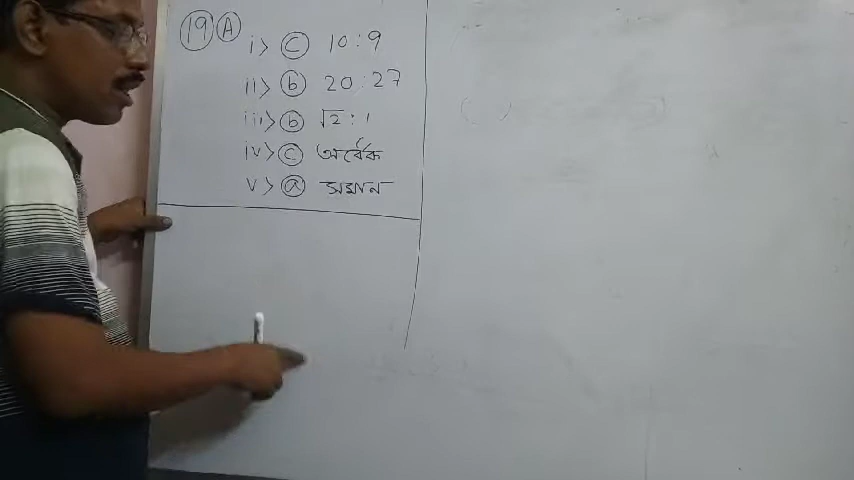 19 A
i> c 10:9
ii> b 20:27
iii> b √2:1
iv> c অর্ধেক
v> a সমান